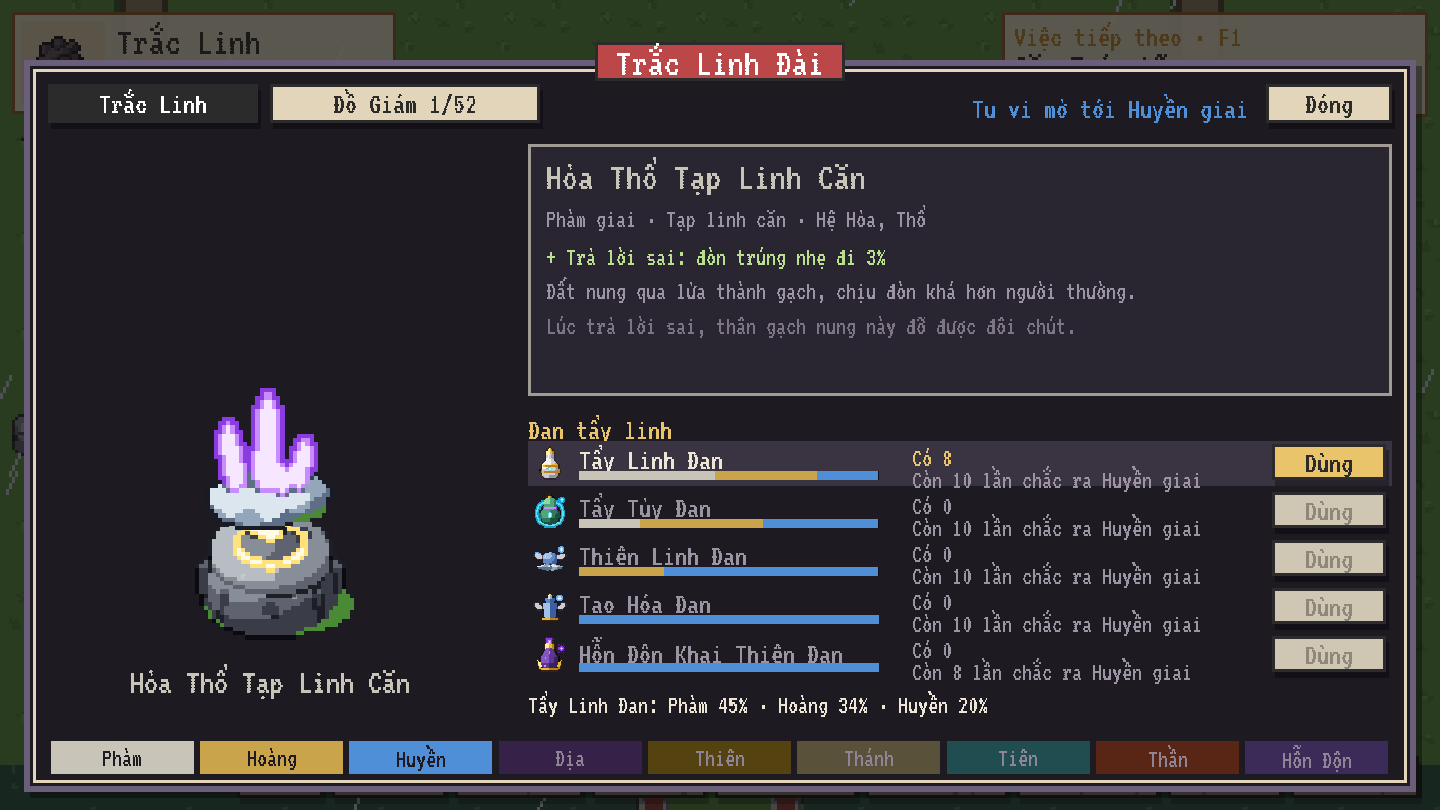 Trắc Linh
Việc tiếp theo · F1
Trắc Linh Đài
Trắc Linh
Đồ Giám 1/52
Tu vi mở tới Huyền giai
Đóng
Hỏa Thổ Tạp Linh Căn
Phàm giai · Tạp linh căn · Hệ Hỏa, Thổ
+ Trả lời sai: đòn trúng nhẹ đi 3%
Đất nung qua lửa thành gạch, chịu đòn khá hơn người thường.
Lúc trả lời sai, thân gạch nung này đỡ được đôi chút.
Đan tẩy linh
Tẩy Linh Đan
Có 8
Còn 10 lần chắc ra Huyền giai
Dùng
Tẩy Tủy Đan
Có 0
Còn 10 lần chắc ra Huyền giai
Dùng
Thiên Linh Đan
Có 0
Còn 10 lần chắc ra Huyền giai
Dùng
Tạo Hóa Đan
Có 0
Còn 10 lần chắc ra Huyền giai
Dùng
Hỗn Độn Khai Thiên Đan
Có 0
Còn 8 lần chắc ra Huyền giai
Dùng
Hỏa Thổ Tạp Linh Căn
Tẩy Linh Đan: Phàm 45% · Hoàng 34% · Huyền 20%
Phàm
Hoàng
Huyền
Địa
Thiên
Thánh
Tiên
Thần
Hỗn Độn